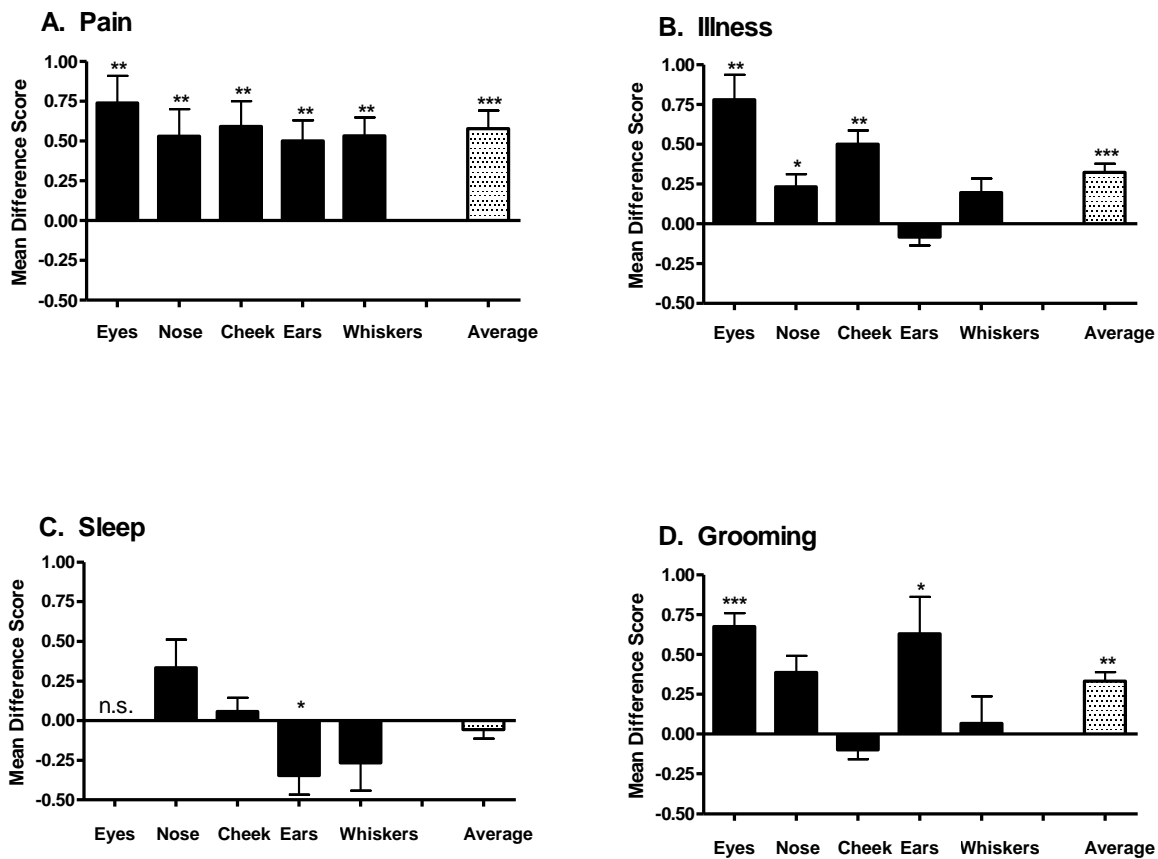 A. Pain
Mean Difference Score
1.00
0.75
0.50
0.25
0.00
-0.25
-0.50
** ** ** ** ** ***
Eyes Nose Cheek Ears Whiskers Average
B. Illness
Mean Difference Score
1.00
0.75
0.50
0.25
0.00
-0.25
-0.50
** * ** ***
Eyes Nose Cheek Ears Whiskers Average
C. Sleep
Mean Difference Score
1.00
0.75
0.50
0.25
0.00
-0.25
-0.50
n.s. *
Eyes Nose Cheek Ears Whiskers Average
D. Grooming
Mean Difference Score
1.00
0.75
0.50
0.25
0.00
-0.25
-0.50
*** * **
Eyes Nose Cheek Ears Whiskers Average